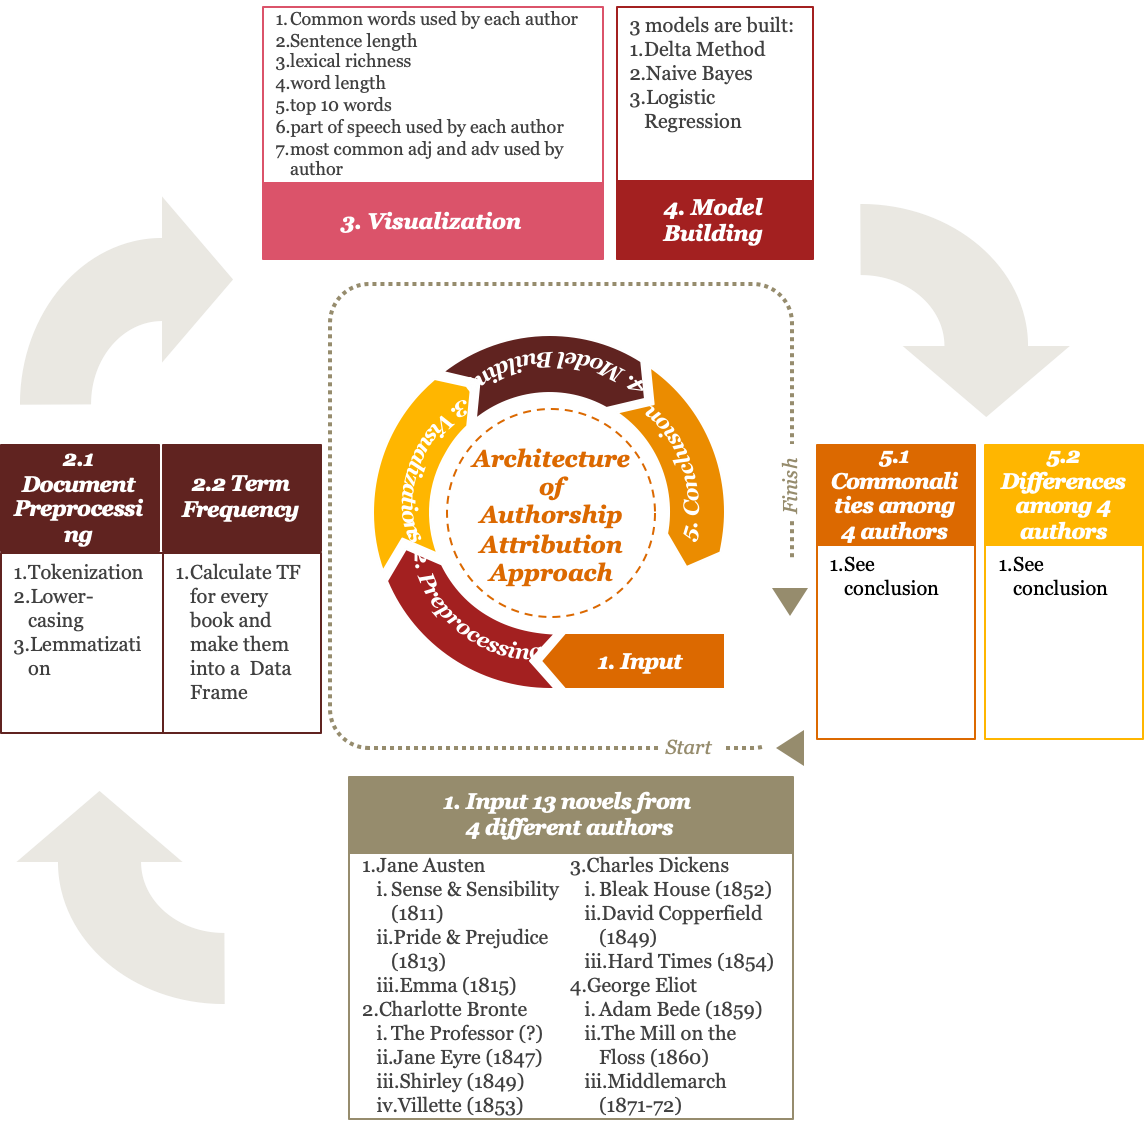 1.Common words used by each author
2.Sentence length
3.lexical richness
4.word length
5.top 10 words
6.part of speech used by each author
7.most common adj and adv used by
author
3. Visualization
3 models are built:
1.Delta Method
2.Naive Bayes
3.Logistic
Regression
4. Model
Building
2.1
Document
Preprocessi
ng
1.Tokenization
2.Lower-
casing
3.Lemmatizati
on
2.2 Term
Frequency
1.Calculate TF
for every
book and
make them
into a Data
Frame
Architecture
of
Authorship
Attribution
Approach
1. Input
2. Preprocessing
3. Visualization
4. Model Buildin
5. Conclusion
Finish
Start
5.1
Commonali
ties among
4 authors
1.See
conclusion
5.2
Differences
among 4
authors
1.See
conclusion
1. Input 13 novels from
4 different authors
1.Jane Austen
i. Sense & Sensibility
(1811)
ii.Pride & Prejudice
(1813)
iii.Emma (1815)
2.Charlotte Bronte
i. The Professor (?)
ii.Jane Eyre (1847)
iii.Shirley (1849)
iv.Villette (1853)
3.Charles Dickens
i. Bleak House (1852)
ii.David Copperfield
(1849)
iii.Hard Times (1854)
4.George Eliot
i. Adam Bede (1859)
ii.The Mill on the
Floss (1860)
iii.Middlemarch
(1871-72)